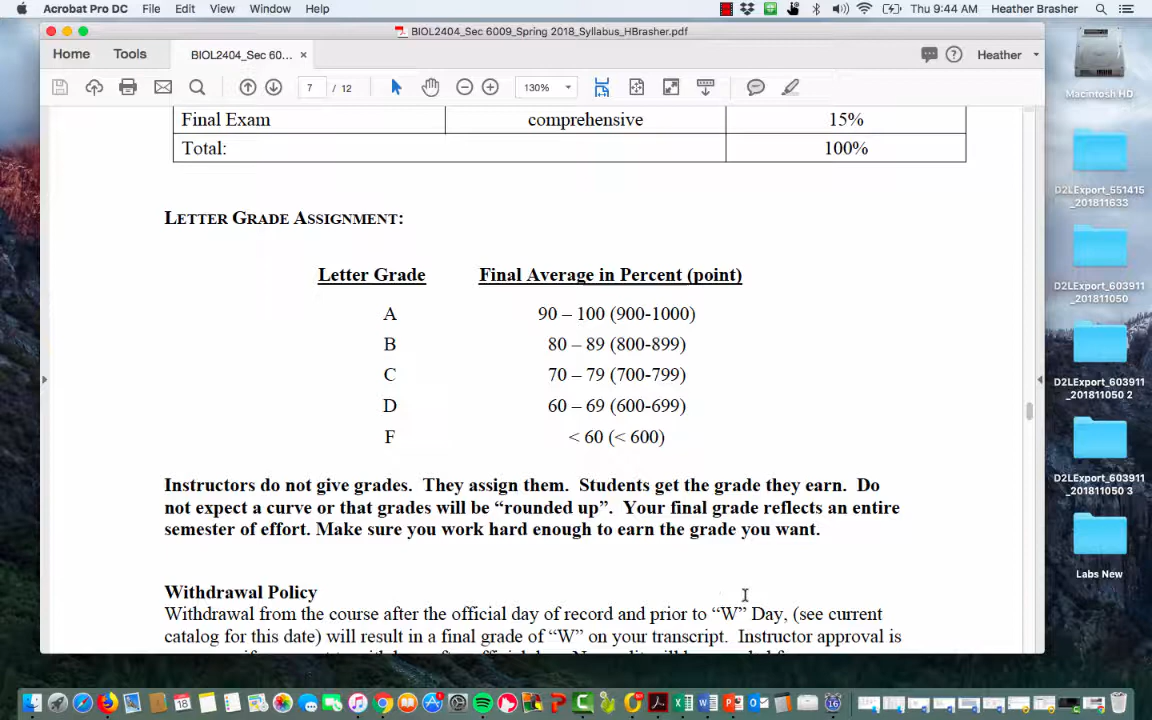 Acrobat Pro DC File Edit View Window Help Thu 9:44 AM Heather Brasher
BIOL2404_Sec 6009_Spring 2018_Syllabus_HBrasher.pdf
Home Tools BIOL2404_Sec 60... × Heather
7 / 12 130%
Macintosh HD
D2LExport_551415
_201811633
D2LExport_603911
_201811050
D2LExport_603911
_201811050 2
D2LExport_603911
_201811050 3
Labs New
Final Exam comprehensive 15%
Total: 100%
LETTER GRADE ASSIGNMENT:
Letter Grade Final Average in Percent (point)
A 90 – 100 (900-1000)
B 80 – 89 (800-899)
C 70 – 79 (700-799)
D 60 – 69 (600-699)
F < 60 (< 600)
Instructors do not give grades. They assign them. Students get the grade they earn. Do
not expect a curve or that grades will be “rounded up”. Your final grade reflects an entire
semester of effort. Make sure you work hard enough to earn the grade you want.
Withdrawal Policy
Withdrawal from the course after the official day of record and prior to “W” Day, (see current
catalog for this date) will result in a final grade of “W” on your transcript. Instructor approval is
18
16